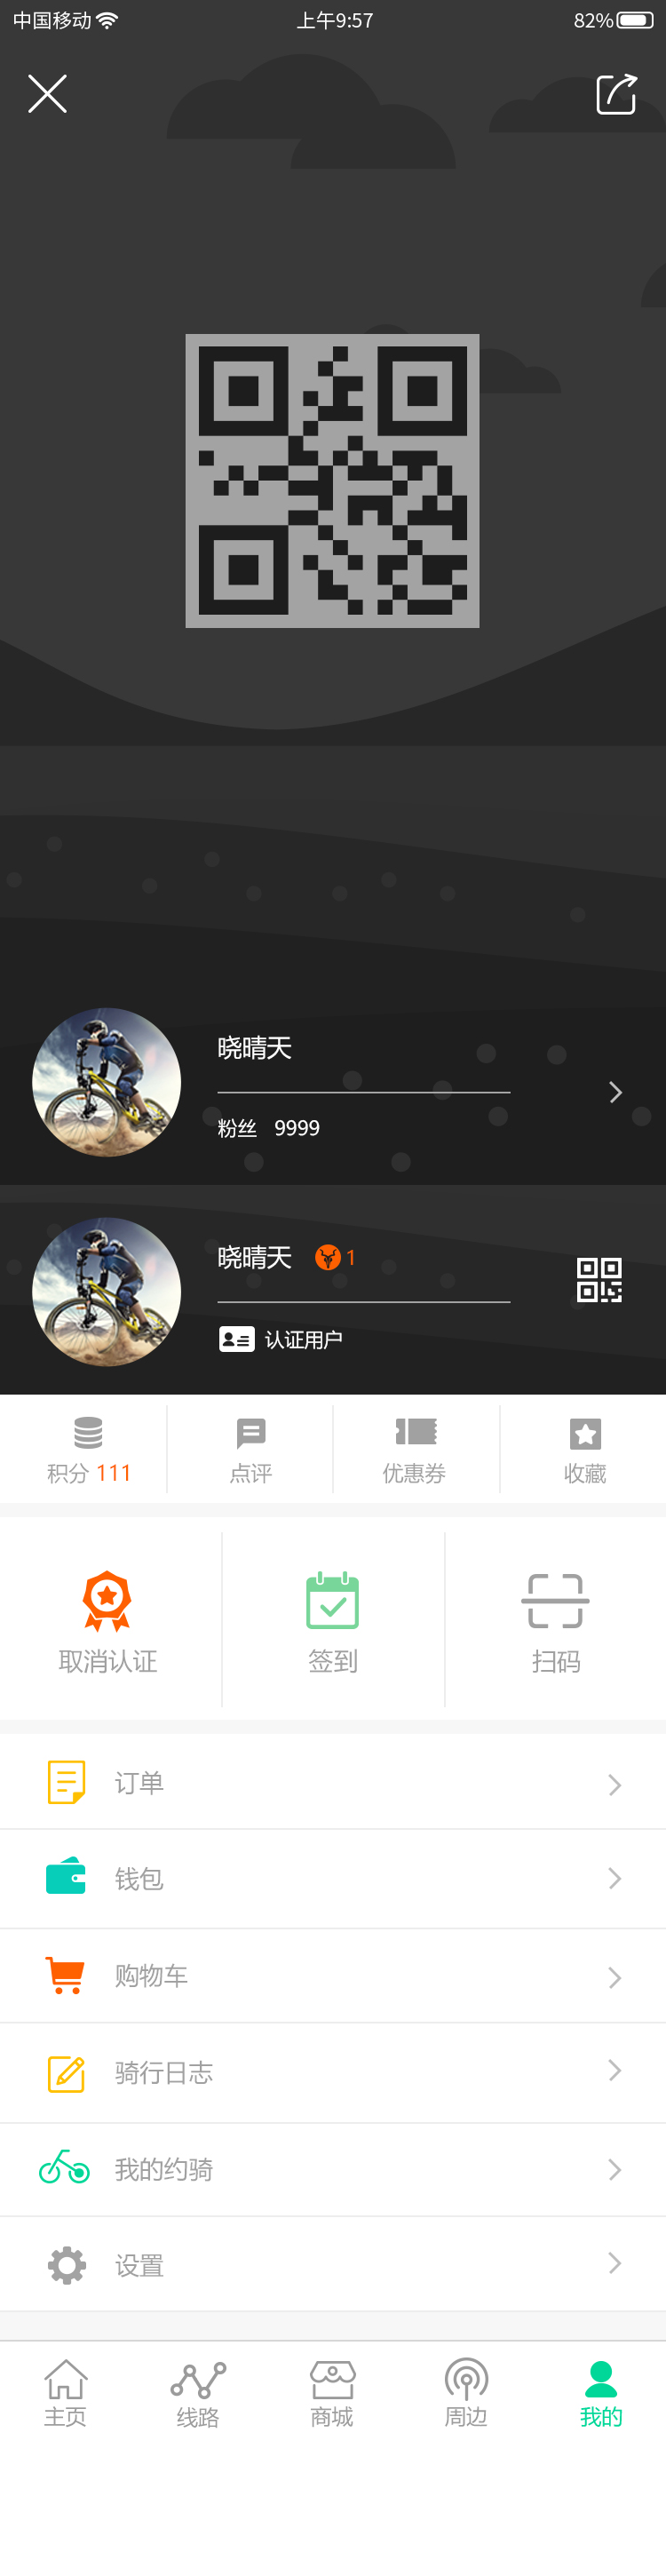 中国移动 上午9:57 82%
晓晴天
粉丝 9999
晓晴天 1
认证用户
积分 111 点评 优惠券 收藏
取消认证 签到 扫码
订单
钱包
购物车
骑行日志
我的约骑
设置
主页 线路 商城 周边 我的